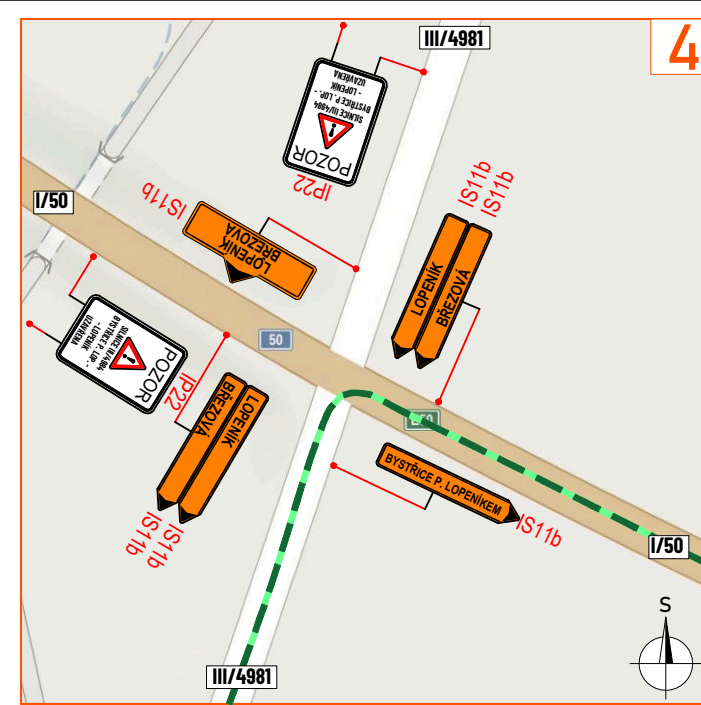 4
III/4981
POZOR
!
SILNICE III/4984
BYSTŘICE P. LOP. -
- LOPENÍK
UZAVŘENA
IP22
IS11b
IS11b
IS11b
I/50
LOPENÍK
BŘEZOVÁ
LOPENÍK
BŘEZOVÁ
50
POZOR
!
SILNICE III/4984
BYSTŘICE P. LOP. -
- LOPENÍK
UZAVŘENA
IP22
LOPENÍK
BŘEZOVÁ
E50
BYSTŘICE P. LOPENÍKEM
IS11b
IS11b
IS11b
I/50
S
III/4981